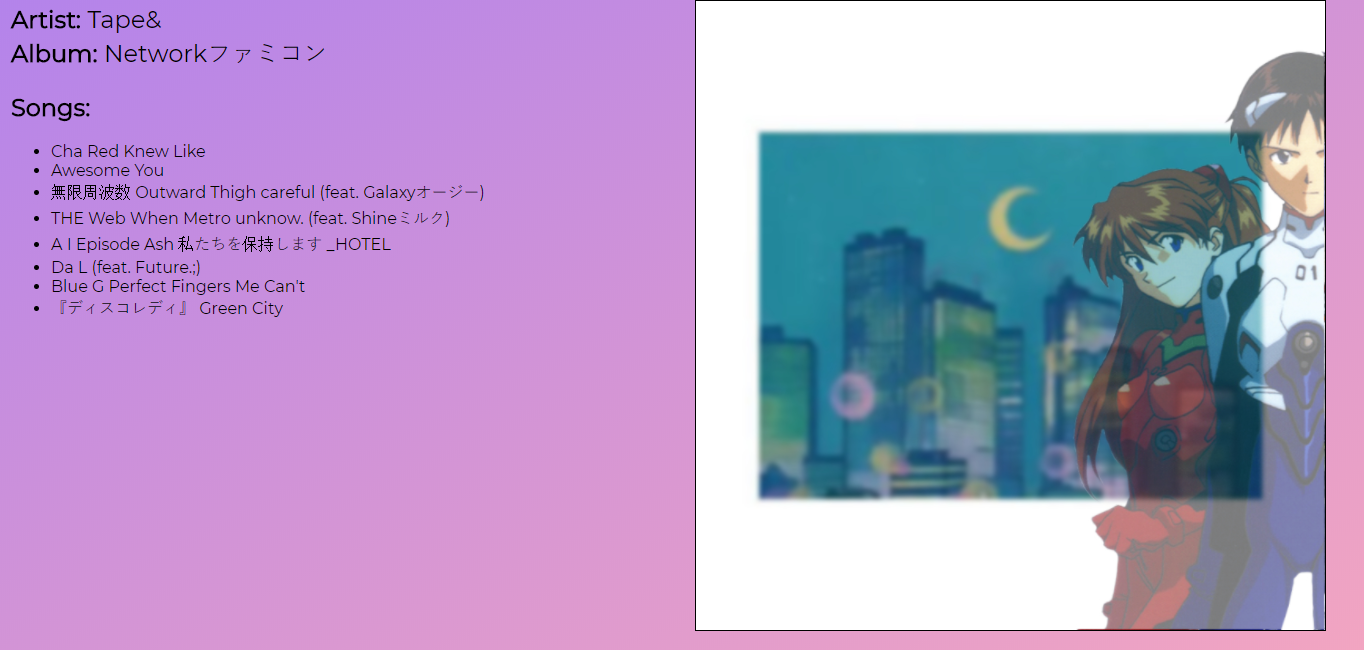 Artist: Tape&
Album: Networkファミコン
Songs:
Cha Red Knew Like
Awesome You
無限周波数 Outward Thigh careful (feat. Galaxyオージー)
THE Web When Metro unknow. (feat. Shineミルク)
A I Episode Ash 私たちを保持します _HOTEL
Da L (feat. Future.;)
Blue G Perfect Fingers Me Can't
『ディスコレディ』 Green City
01